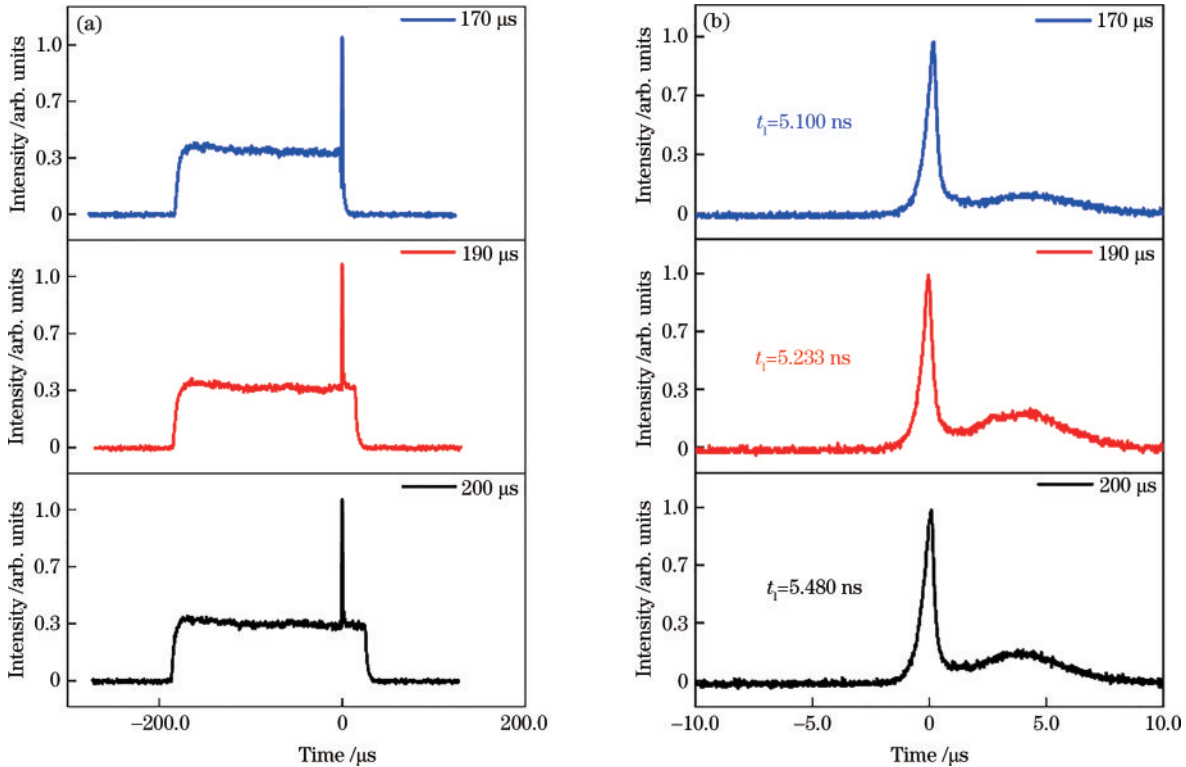 (a)
170 μs
Intensity /arb. units
1.0
0.7
0.3
0
190 μs
Intensity /arb. units
1.0
0.7
0.3
0
200 μs
Intensity /arb. units
1.0
0.7
0.3
0
−200.0
0
200.0
Time /μs
(b)
170 μs
Intensity /arb. units
1.0
0.7
0.3
0
t₁=5.100 ns
190 μs
Intensity /arb. units
1.0
0.7
0.3
0
t₁=5.233 ns
200 μs
Intensity /arb. units
1.0
0.7
0.3
0
t₁=5.480 ns
−10.0
−5.0
0
5.0
10.0
Time /μs